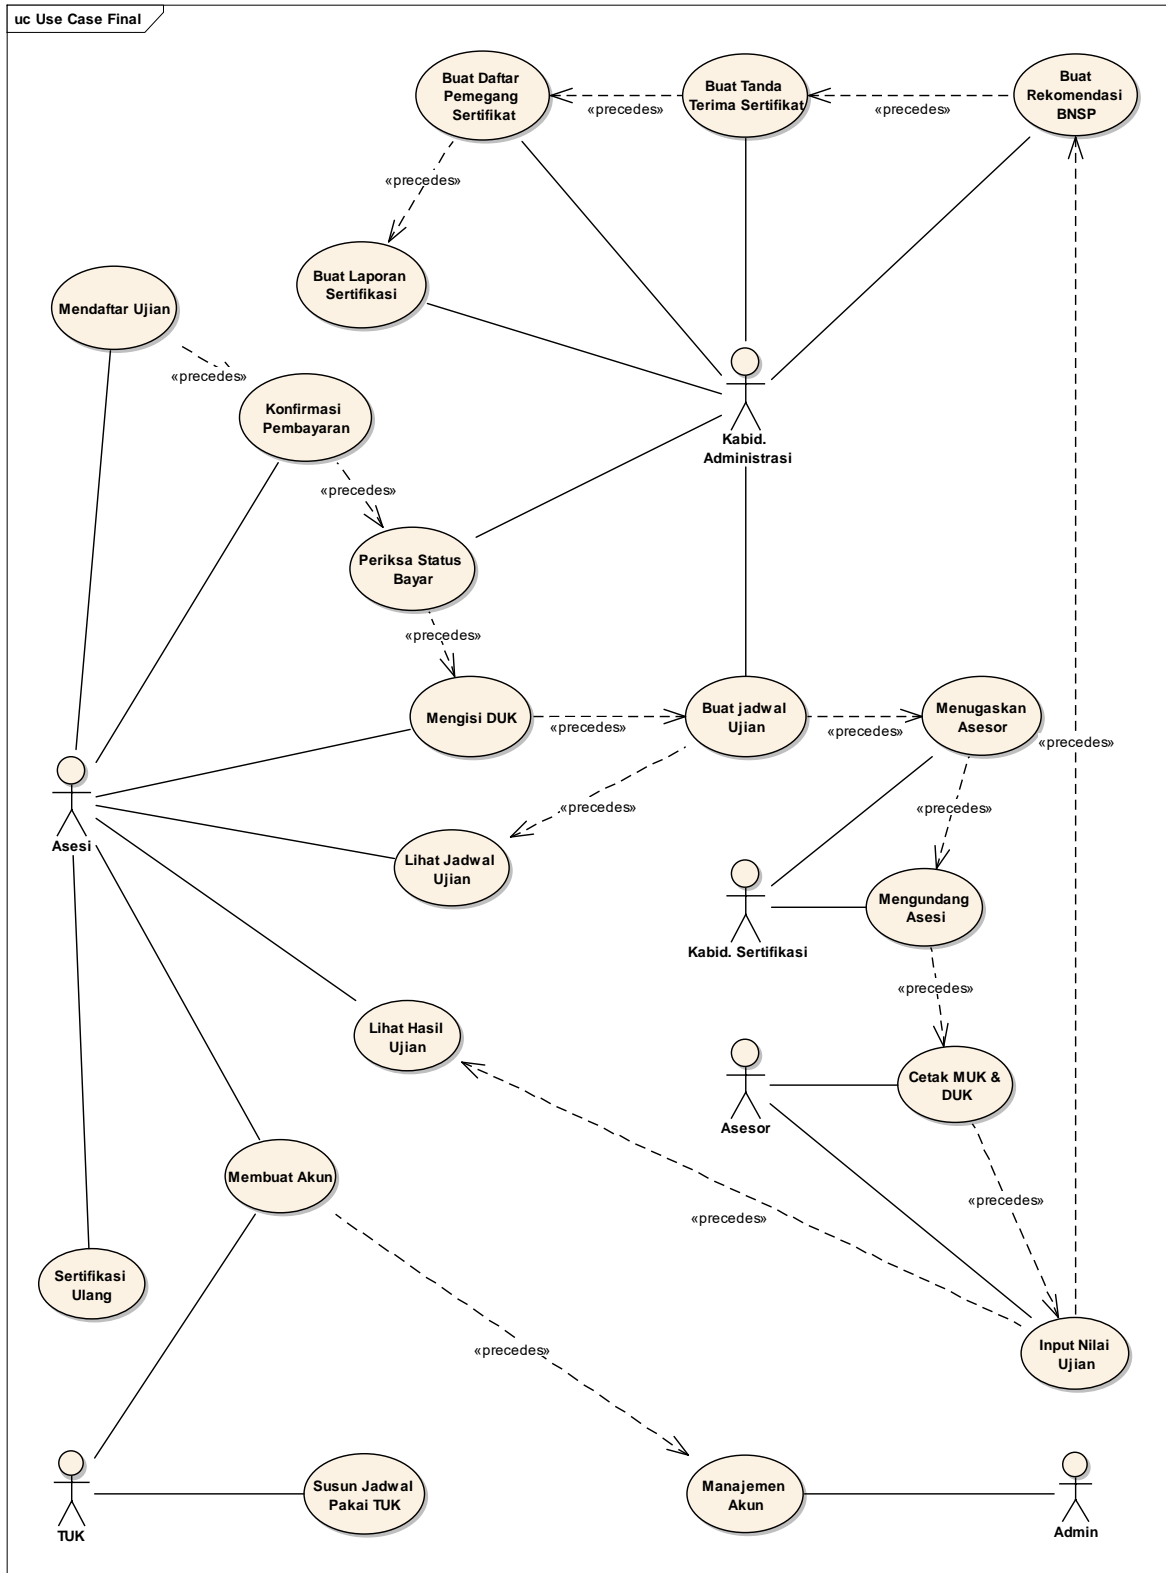 uc Use Case Final
Buat Daftar
Pemegang
Sertifikat
«precedes»
Buat Tanda
Terima Sertifikat
«precedes»
Buat
Rekomendasi
BNSP
«precedes»
Buat Laporan
Sertifikasi
Mendaftar Ujian
«precedes»
Konfirmasi
Pembayaran
Kabid.
Administrasi
«precedes»
Periksa Status
Bayar
«precedes»
Mengisi DUK
«precedes»
Buat jadwal
Ujian
«precedes»
Menugaskan
Asesor
«precedes»
«precedes»
«precedes»
Asesi
Lihat Jadwal
Ujian
Mengundang
Asesi
Kabid. Sertifikasi
«precedes»
Lihat Hasil
Ujian
Cetak MUK &
DUK
Asesor
Membuat Akun
«precedes»
«precedes»
Sertifikasi
Ulang
«precedes»
Input Nilai
Ujian
Susun Jadwal
Pakai TUK
Manajemen
Akun
TUK
Admin